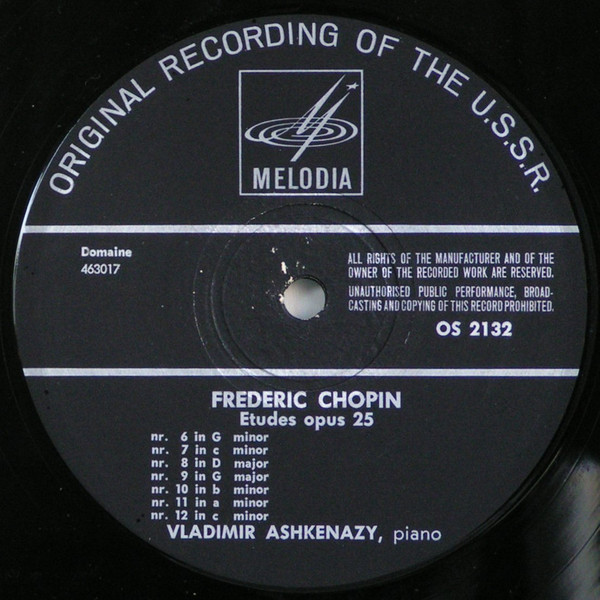 ORIGINAL RECORDING OF THE U.S.S.R.
MELODIA
Domaine
463017
ALL RIGHTS OF THE MANUFACTURER AND OF THE
OWNER OF THE RECORDED WORK ARE RESERVED.
UNAUTHORISED PUBLIC PERFORMANCE, BROAD-
CASTING AND COPYING OF THIS RECORD PROHIBITED.
OS 2132
FREDERIC CHOPIN
Etudes opus 25
nr. 6 in G minor
nr. 7 in c minor
nr. 8 in D major
nr. 9 in G major
nr. 10 in b minor
nr. 11 in a minor
nr. 12 in c minor
VLADIMIR ASHKENAZY, piano